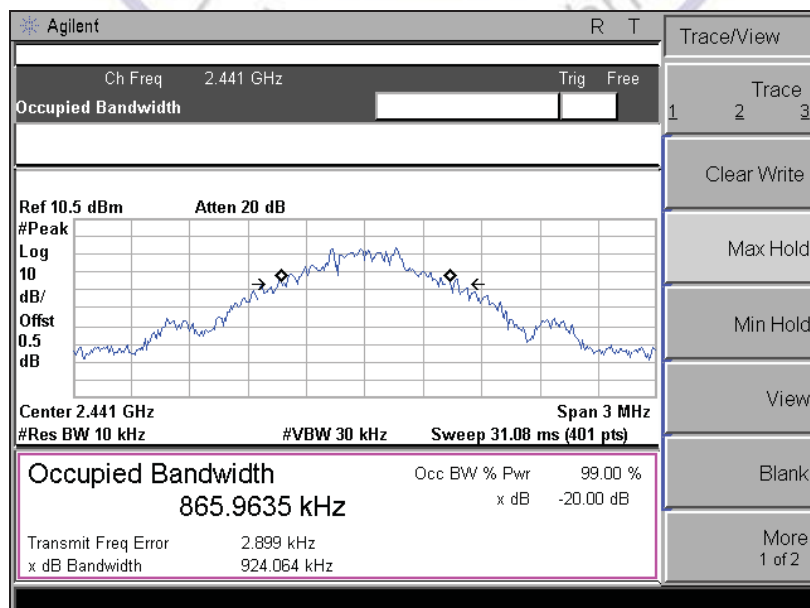 Agilent R T
Ch Freq 2.441 GHz Trig Free
Occupied Bandwidth
Ref 10.5 dBm Atten 20 dB
#Peak
Log
10
dB/
Offst
0.5
dB
Center 2.441 GHz Span 3 MHz
#Res BW 10 kHz #VBW 30 kHz Sweep 31.08 ms (401 pts)
Occupied Bandwidth
865.9635 kHz
Occ BW % Pwr 99.00 %
x dB -20.00 dB
Transmit Freq Error 2.899 kHz
x dB Bandwidth 924.064 kHz
Trace/View
Trace
1 2 3
Clear Write
Max Hold
Min Hold
View
Blank
More
1 of 2